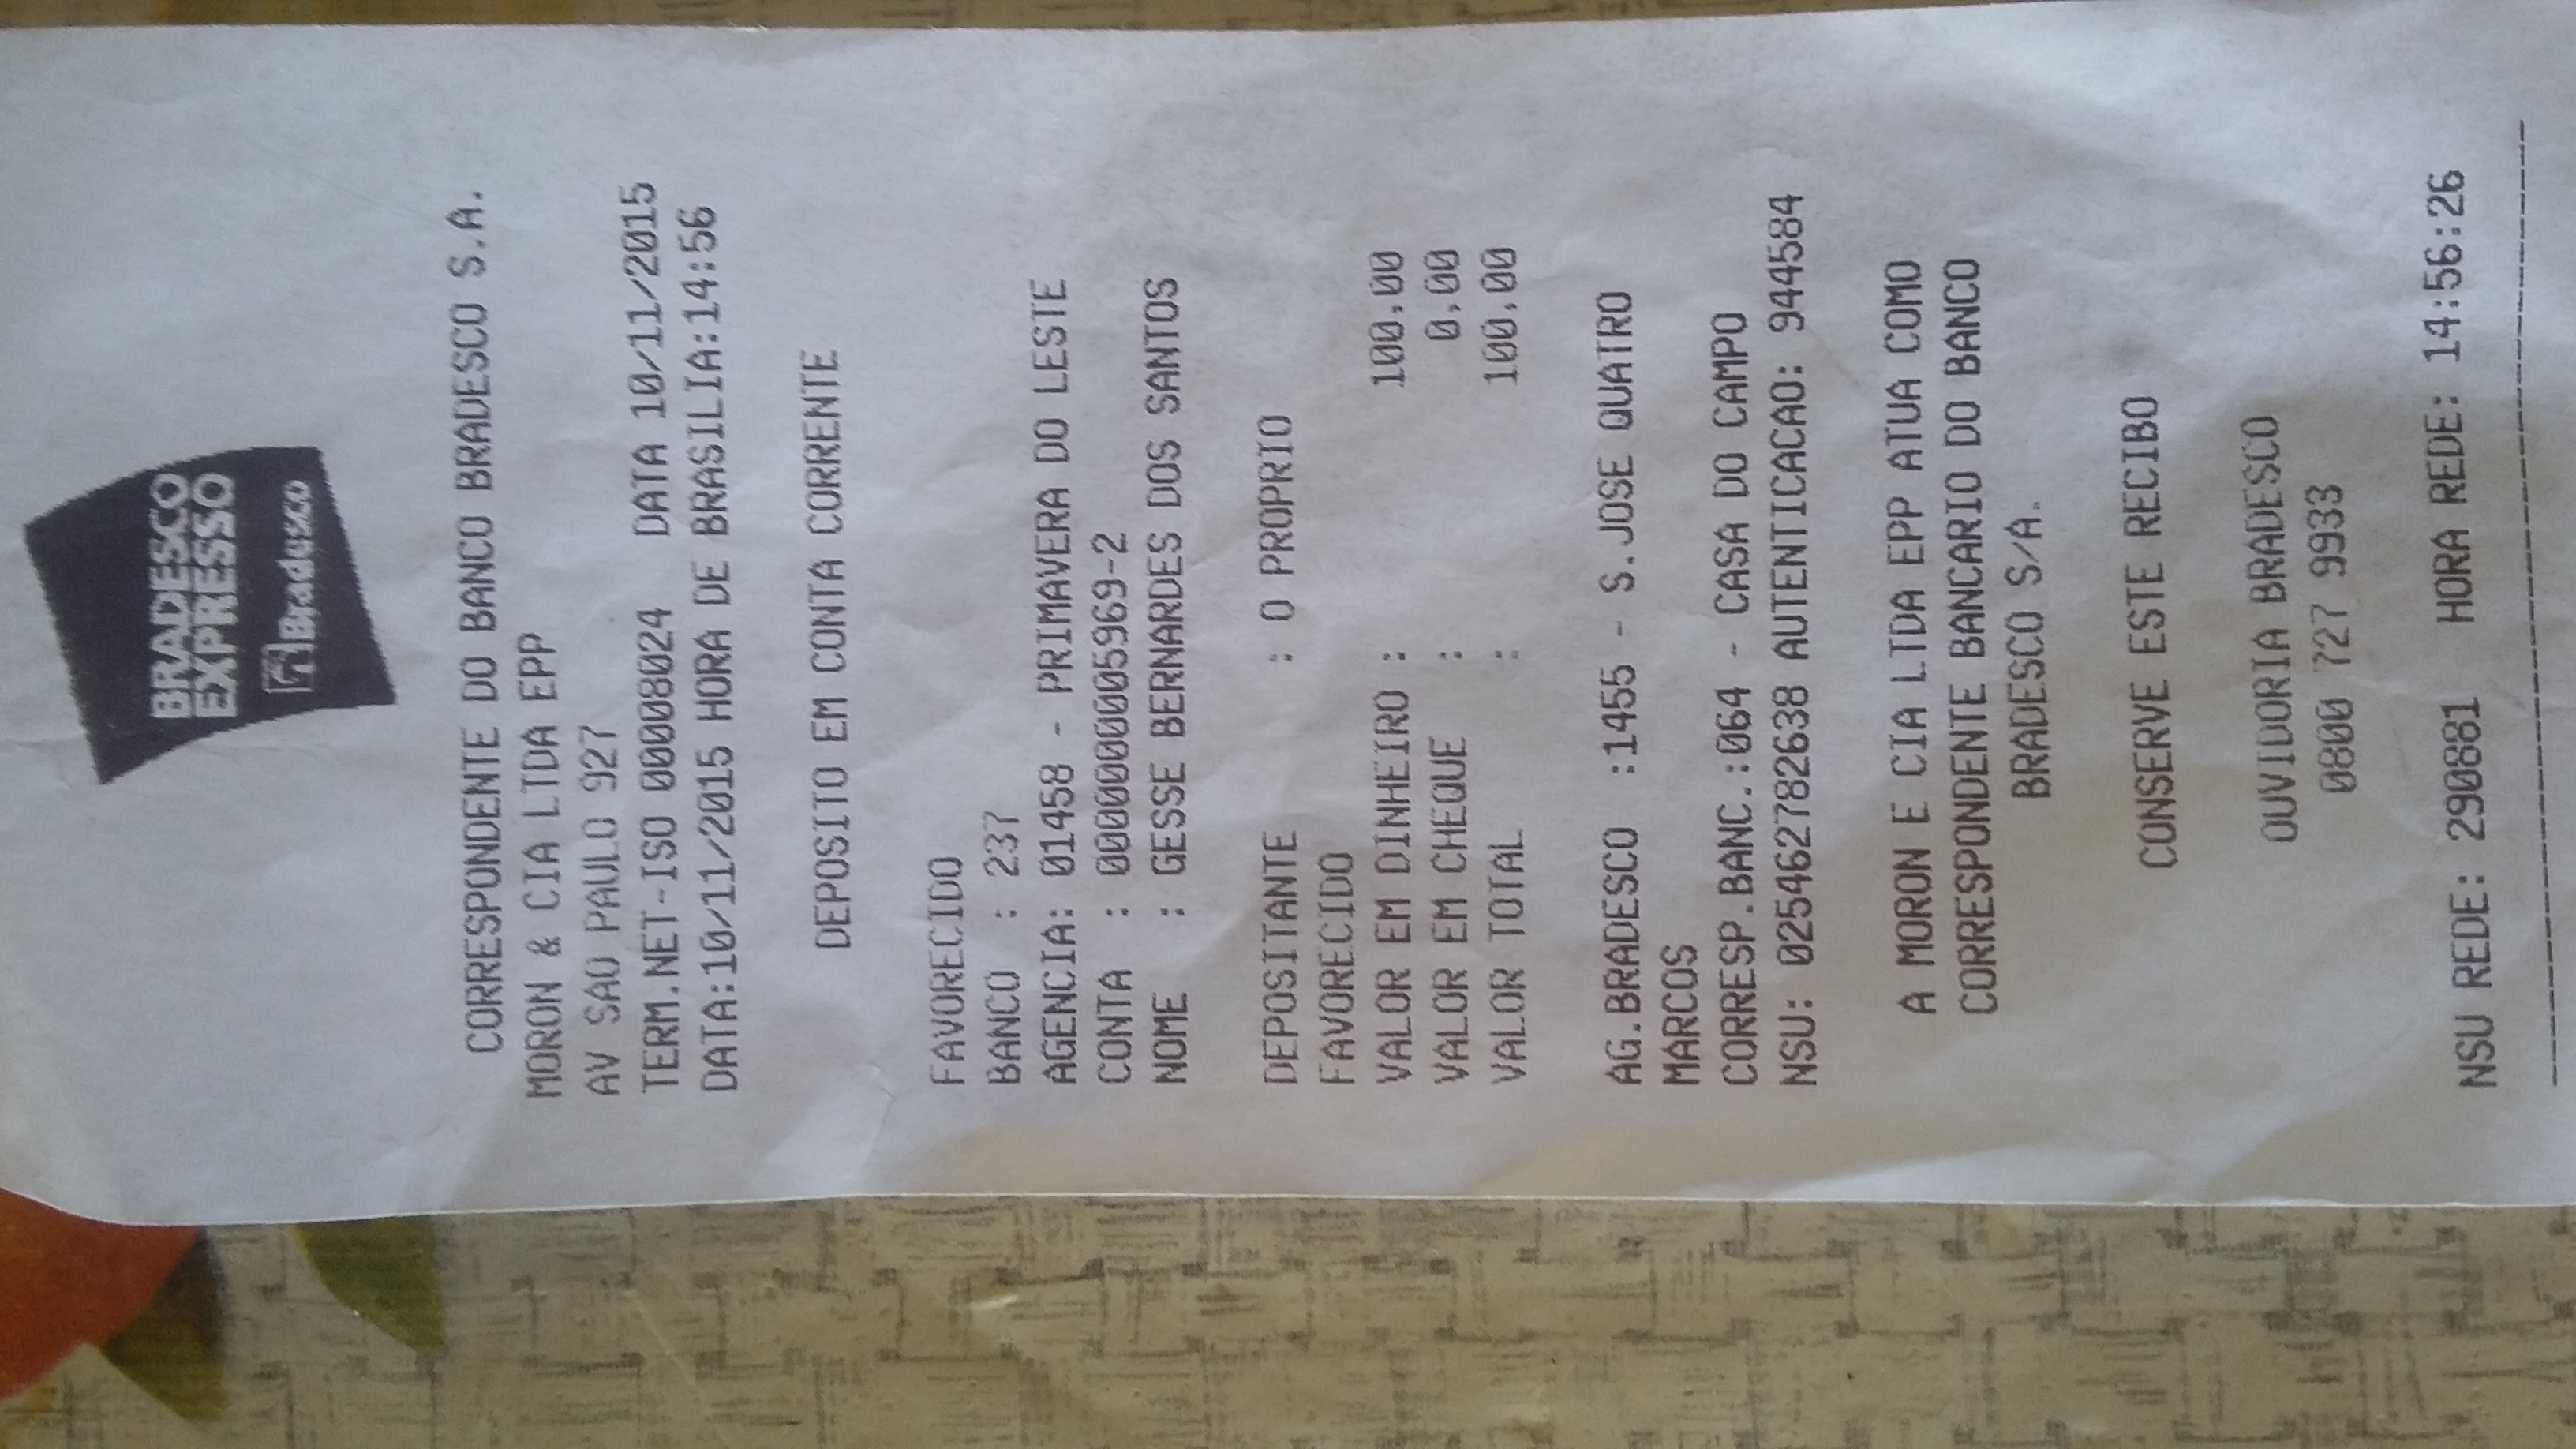 BRADESCO
EXPRESSO
Bradesco
CORRESPONDENTE DO BANCO BRADESCO S.A.
MORON & CIA LTDA EPP
AV SAO PAULO 927
TERM.NET-ISO 00008024 DATA 10/11/2015
DATA:10/11/2015 HORA DE BRASILIA:14:56
DEPOSITO EM CONTA CORRENTE
FAVORECIDO
BANCO : 237
AGENCIA: 01458 - PRIMAVERA DO LESTE
CONTA : 0000000005969-2
NOME : GESSE BERNARDES DOS SANTOS
DEPOSITANTE : O PROPRIO
FAVORECIDO
VALOR EM DINHEIRO : 100,00
VALOR EM CHEQUE : 0,00
VALOR TOTAL : 100,00
AG.BRADESCO :1455 - S.JOSE QUATRO
MARCOS
CORRESP.BANC.:064 - CASA DO CAMPO
NSU: 025462782638 AUTENTICACAO: 944584
A MORON E CIA LTDA EPP ATUA COMO
CORRESPONDENTE BANCARIO DO BANCO
BRADESCO S/A.
CONSERVE ESTE RECIBO
OUVIDORIA BRADESCO
0800 727 9933
NSU REDE: 290881 HORA REDE: 14:56:26